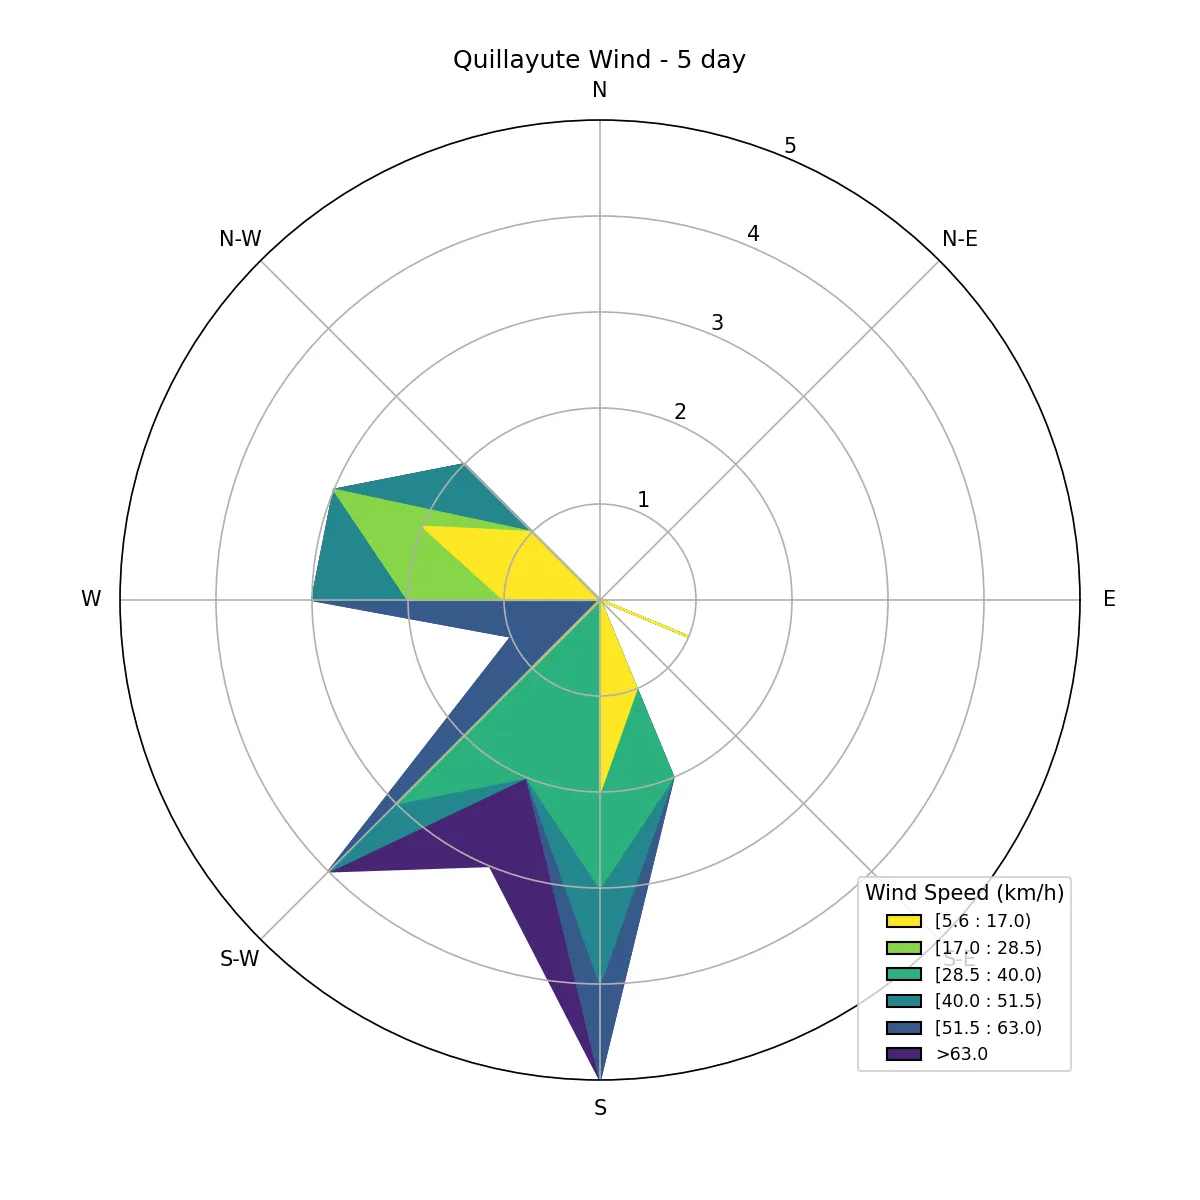 Quillayute Wind - 5 day
N
5
N-W
4
N-E
3
2
1
W
E
S-W
S-E
S
Wind Speed (km/h)
[5.6 : 17.0)
[17.0 : 28.5)
[28.5 : 40.0)
[40.0 : 51.5)
[51.5 : 63.0)
>63.0